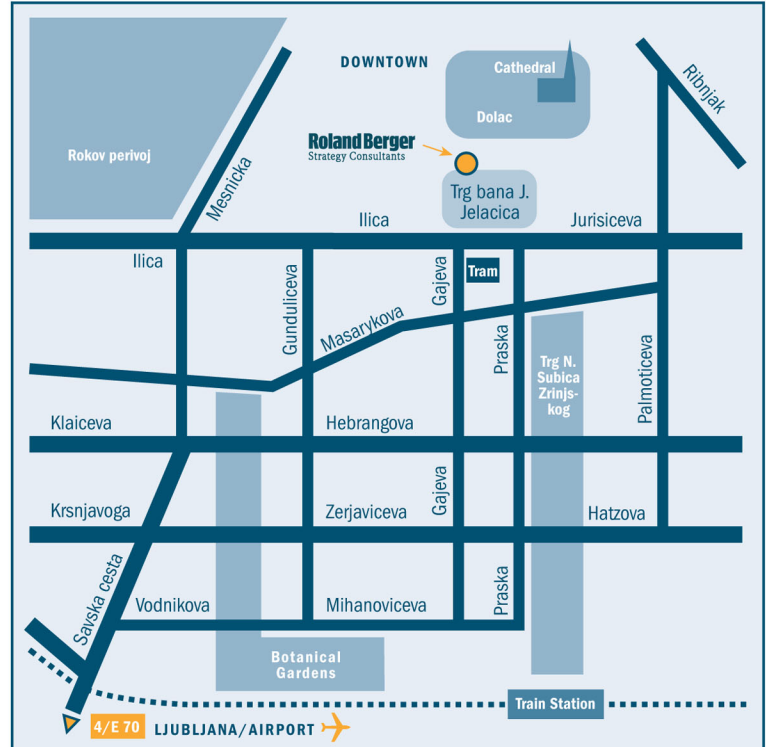 DOWNTOWN
Cathedral
Dolac
Ribnjak
Rokov perivoj
Mesnicka
Roland Berger
Strategy Consultants
Trg bana J.
Jelacica
Ilica
Jurisiceva
Ilica
Gunduliceva
Masarykova
Gajeva
Tram
Praska
Trg N.
Subica
Zrinjs-
kog
Palmoticeva
Klaiceva
Hebrangova
Krsnjavoga
Zerjaviceva
Gajeva
Hatzova
Savska cesta
Vodnikova
Mihanoviceva
Praska
Botanical
Gardens
Train Station
4/E 70
LJUBLJANA/AIRPORT